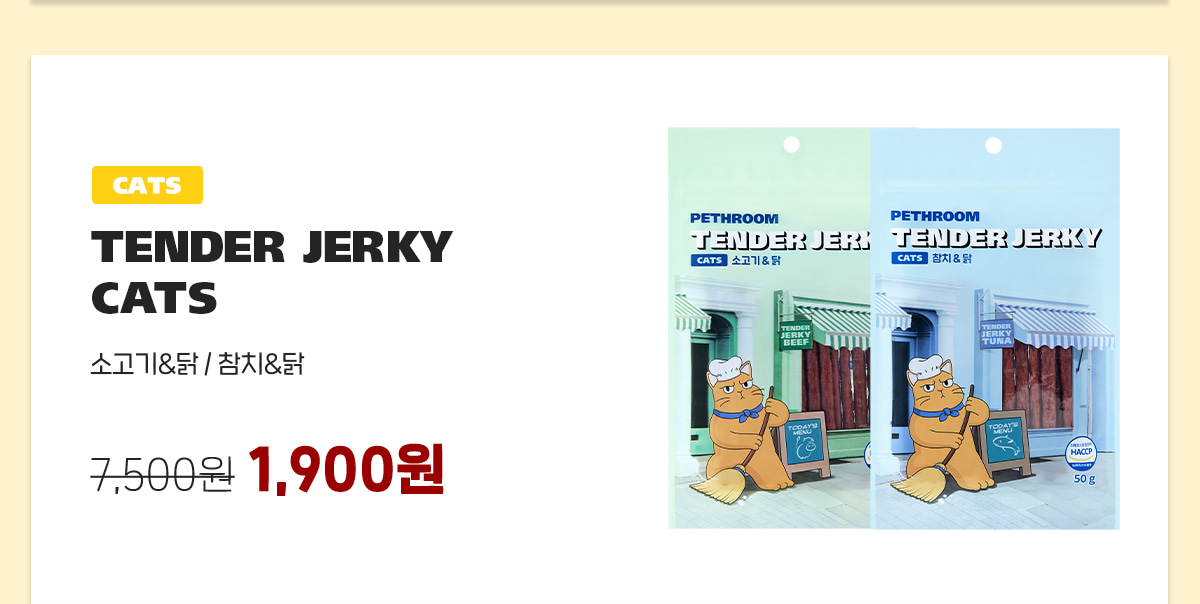 CATS
TENDER JERKY
CATS
소고기&닭 / 참치&닭
7,500원 1,900원
PETHROOM
TENDER JERK
CATS 소고기&닭
TENDER
JERKY
BEEF
TODAY'S
MENU
PETHROOM
TENDER JERKY
CATS 참치&닭
TENDER
JERKY
TUNA
TODAY'S
MENU
HACCP
50 g